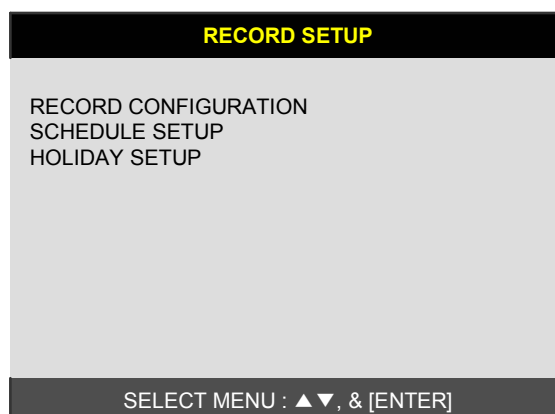 RECORD SETUP
RECORD CONFIGURATION
SCHEDULE SETUP
HOLIDAY SETUP
SELECT MENU : ▲▼, & [ENTER]